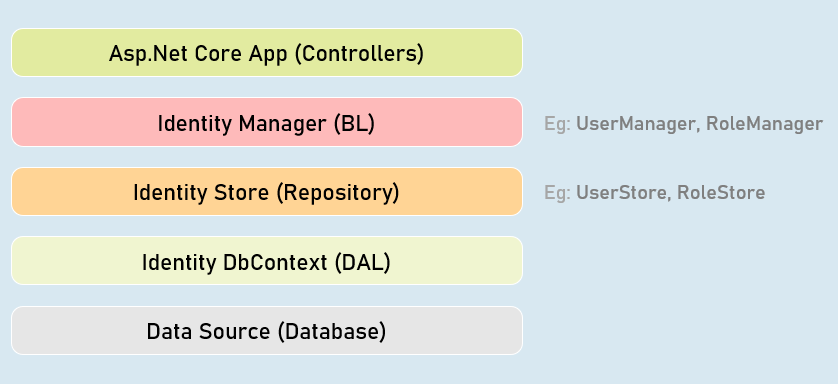 Asp.Net Core App (Controllers)
Identity Manager (BL)
Eg: UserManager, RoleManager
Identity Store (Repository)
Eg: UserStore, RoleStore
Identity DbContext (DAL)
Data Source (Database)